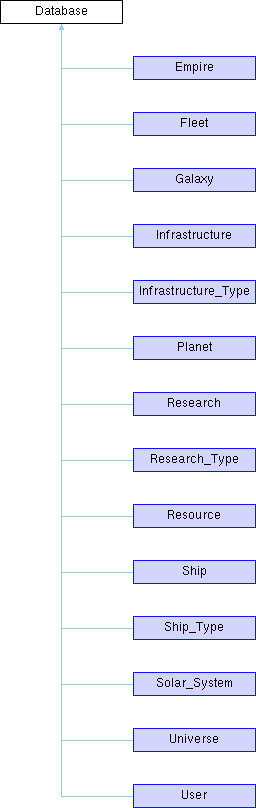 Database
Empire
Fleet
Galaxy
Infrastructure
Infrastructure_Type
Planet
Research
Research_Type
Resource
Ship
Ship_Type
Solar_System
Universe
User